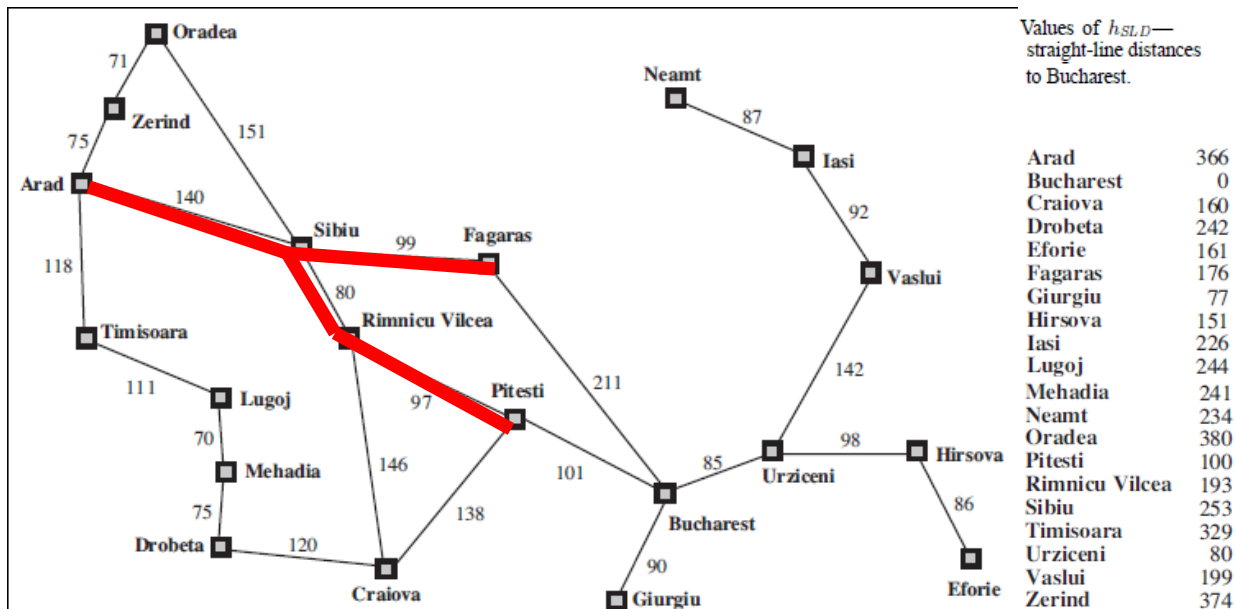 Oradea
71
Neamt
87
Zerind
151
75
Iasi
Arad
140
92
Sibiu
99
Fagaras
118
Vaslui
80
Timisoara
Rimnicu Vilcea
142
211
111
Lugoj
Pitesti
97
70
98
Hirsova
Mehadia
146
101
85
Urziceni
86
75
138
Bucharest
Drobeta
120
90
Eforie
Craiova
Giurgiu
Values of hSLD—
straight-line distances
to Bucharest.
Arad 366
Bucharest 0
Craiova 160
Drobeta 242
Eforie 161
Fagaras 176
Giurgiu 77
Hirsova 151
Iasi 226
Lugoj 244
Mehadia 241
Neamt 234
Oradea 380
Pitesti 100
Rimnicu Vilcea 193
Sibiu 253
Timisoara 329
Urziceni 80
Vaslui 199
Zerind 374